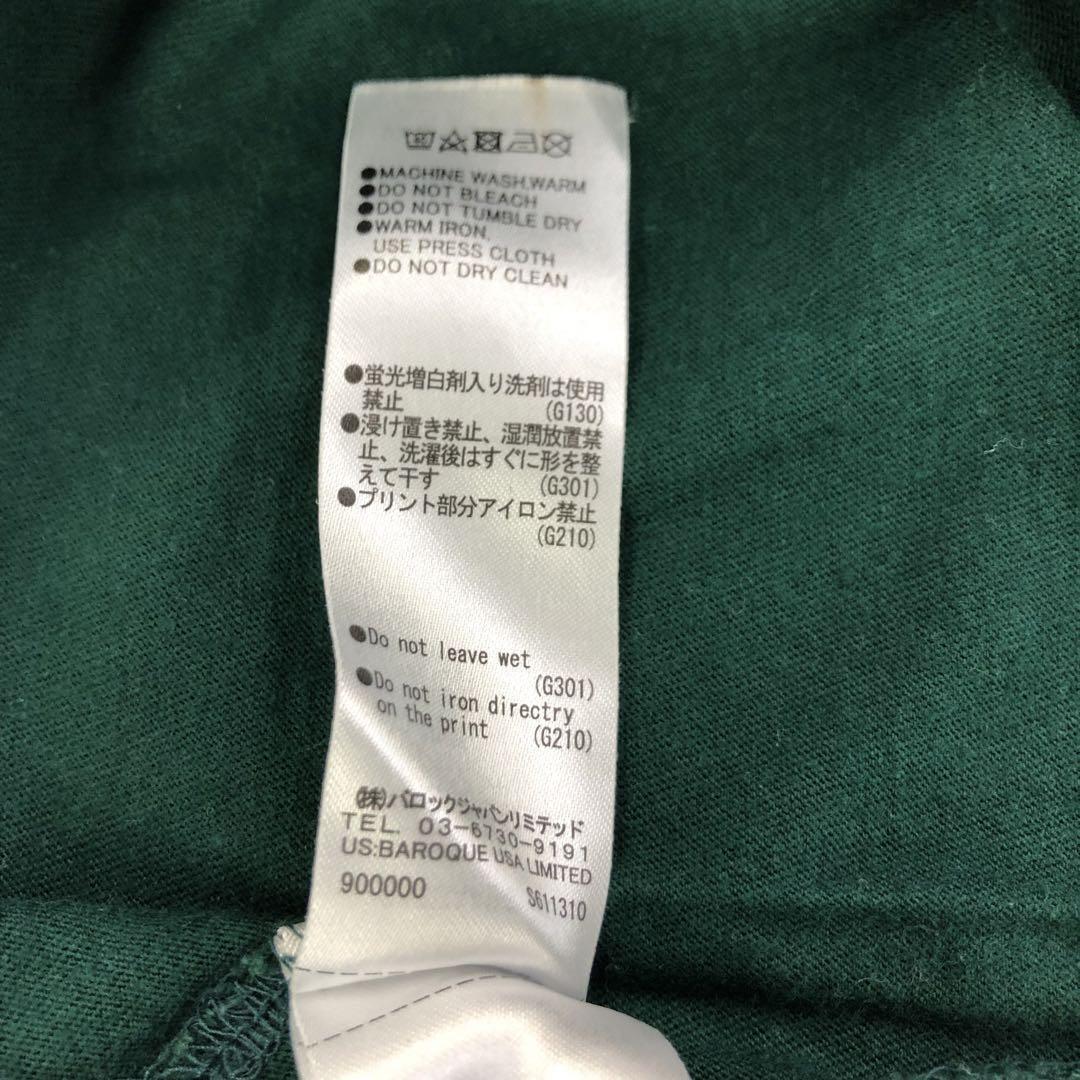 ●MACHINE WASH,WARM
●DO NOT BLEACH
●DO NOT TUMBLE DRY
●WARM IRON,
USE PRESS CLOTH
●DO NOT DRY CLEAN
●蛍光増白剤入り洗剤は使用
禁止 (G130)
●浸け置き禁止、湿潤放置禁
止、洗濯後はすぐに形を整
えて干す (G301)
●プリント部分アイロン禁止
(G210)
●Do not leave wet
(G301)
●Do not iron directry
on the print (G210)
(株)バロックジャパンリミテッド
TEL. 03-6730-9191
US:BAROQUE USA LIMITED
900000 S611310